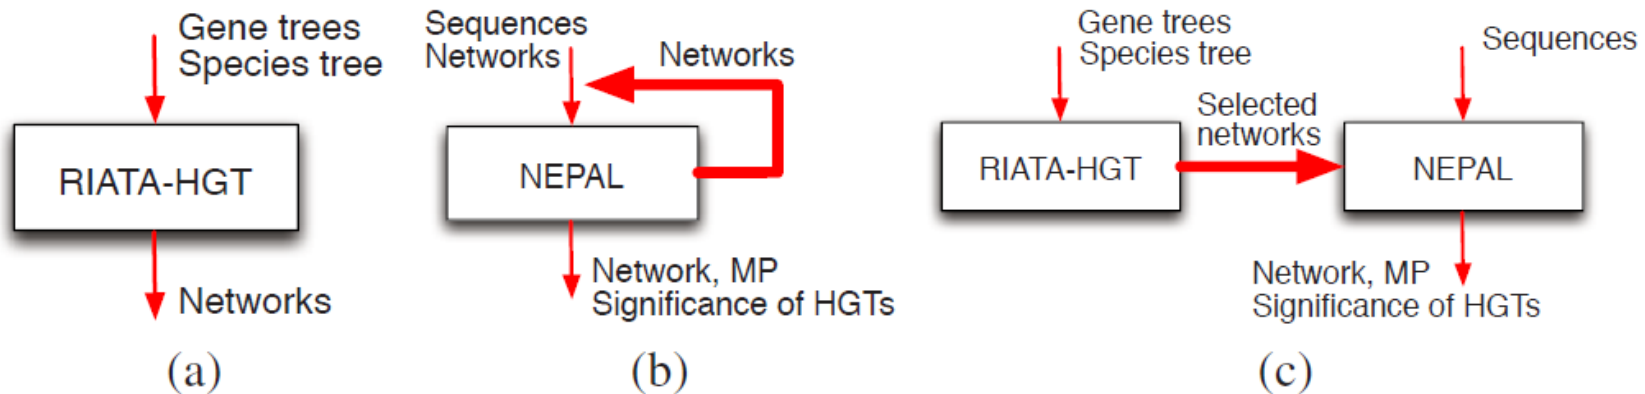 Gene trees
Species tree
RIATA-HGT
Networks
(a)
Sequences
Networks
Networks
NEPAL
Network, MP
Significance of HGTs
(b)
Gene trees
Species tree
Sequences
Selected
networks
RIATA-HGT
NEPAL
Network, MP
Significance of HGTs
(c)